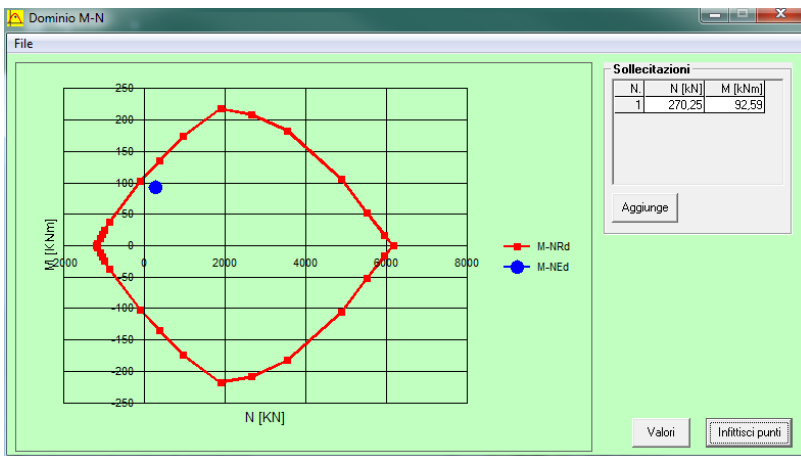 Dominio M-N
File
250
200
150
100
50
0
-50
-100
-150
-200
-250
M [KNm]
-2000
0
2000
4000
6000
8000
N [KN]
M-NRd
M-NEd
Sollecitazioni
N. N [kN] M [kNm]
1 270,25 92,59
Aggiunge
Valori
Infittisci punti